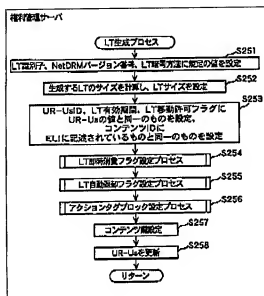 権利管理サーバ
LT生成プロセス
S251
LT識別子、NetDRMバージョン番号、LT暗号方法に規定の値を設定
S252
生成するLTのサイズを計算し、LTサイズを設定
S253
UR-UsID、LT有効期間、LT移動許可フラグに
UR-Usの値と同一のものを設定、
コンテンツIDに
ELIに記述されているものと同一のものを設定
S254
LT即時消費フラグ設定プロセス
S255
LT自動返却フラグ設定プロセス
S256
アクションタグブロック設定プロセス
S257
コンテンツ鍵設定
S258
UR-Usを更新
リターン